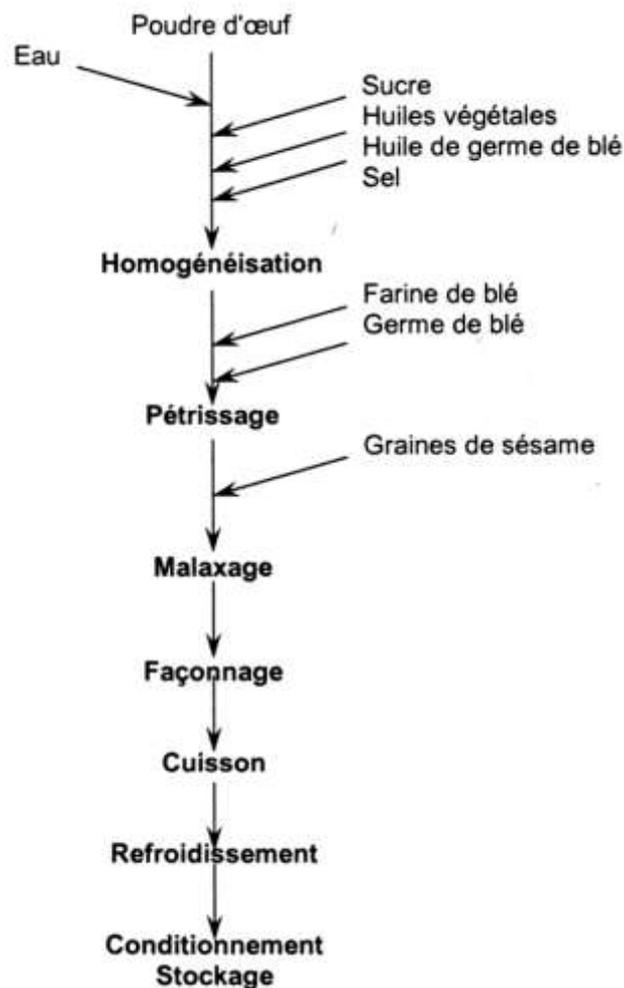 Poudre d'œuf
Eau
Sucre
Huiles végétales
Huile de germe de blé
Sel
Homogénéisation
Farine de blé
Germe de blé
Pétrissage
Graines de sésame
Malaxage
Façonnage
Cuisson
Refroidissement
Conditionnement
Stockage